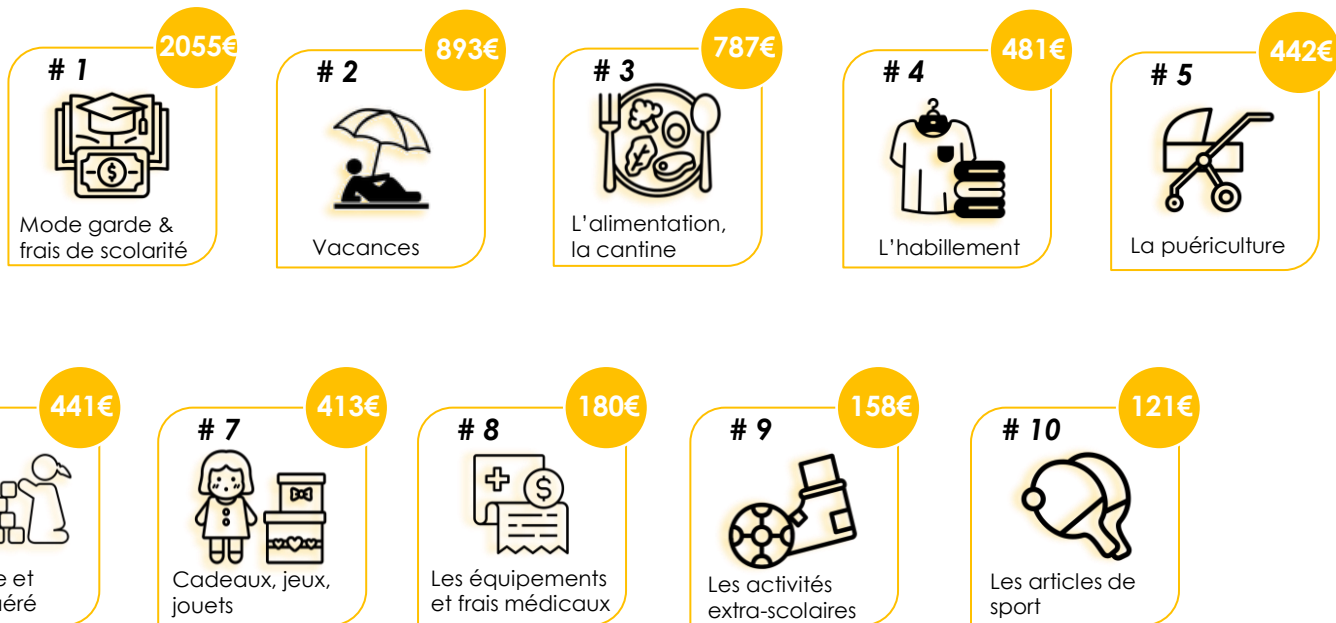 2055€
# 1
Mode garde &
frais de scolarité
893€
# 2
Vacances
787€
# 3
L'alimentation,
la cantine
481€
# 4
L'habillement
442€
# 5
La puériculture
441€
et
413€
# 7
Cadeaux, jeux,
jouets
180€
# 8
Les équipements
et frais médicaux
158€
# 9
Les activités
extra-scolaires
121€
# 10
Les articles de
sport